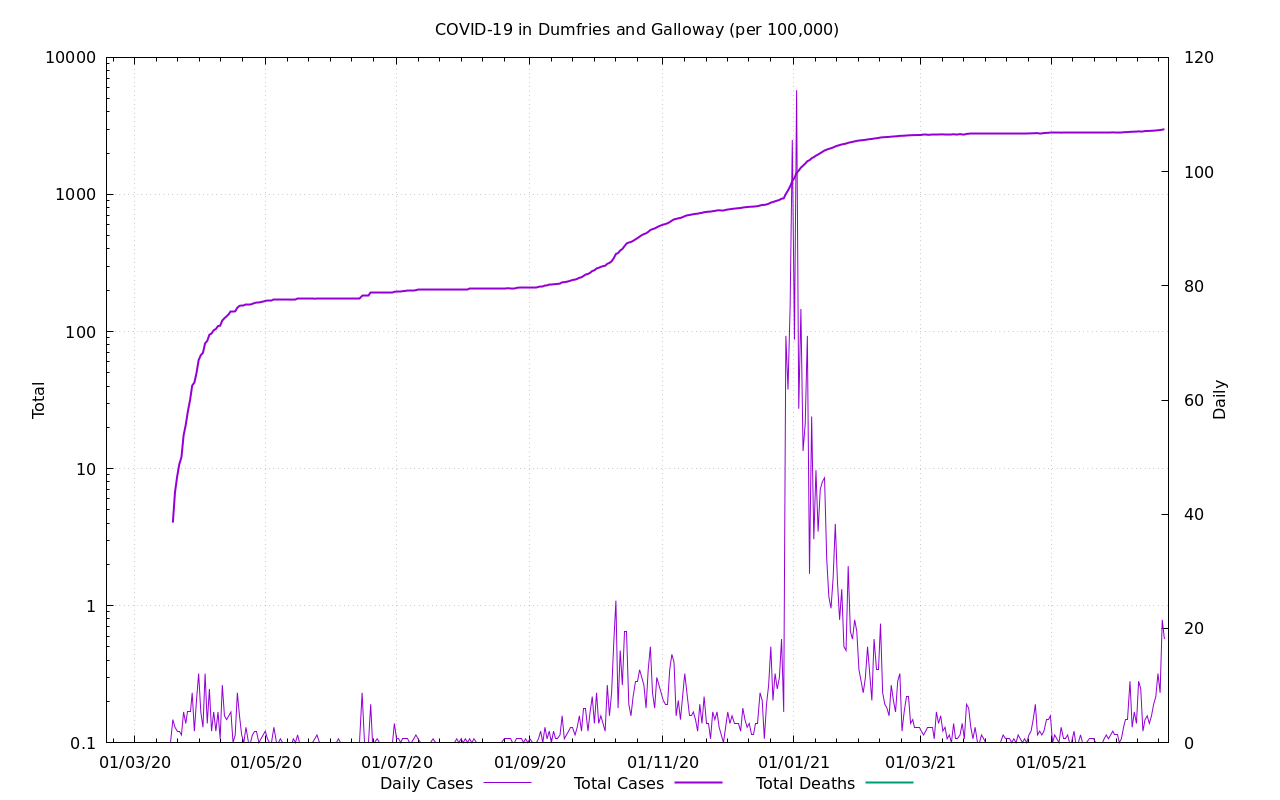 COVID-19 in Dumfries and Galloway (per 100,000)
10000
1000
100
10
1
0.1
Total
120
100
80
60
40
20
0
Daily
01/03/20 01/05/20 01/07/20 01/09/20 01/11/20 01/01/21 01/03/21 01/05/21
Daily Cases Total Cases Total Deaths